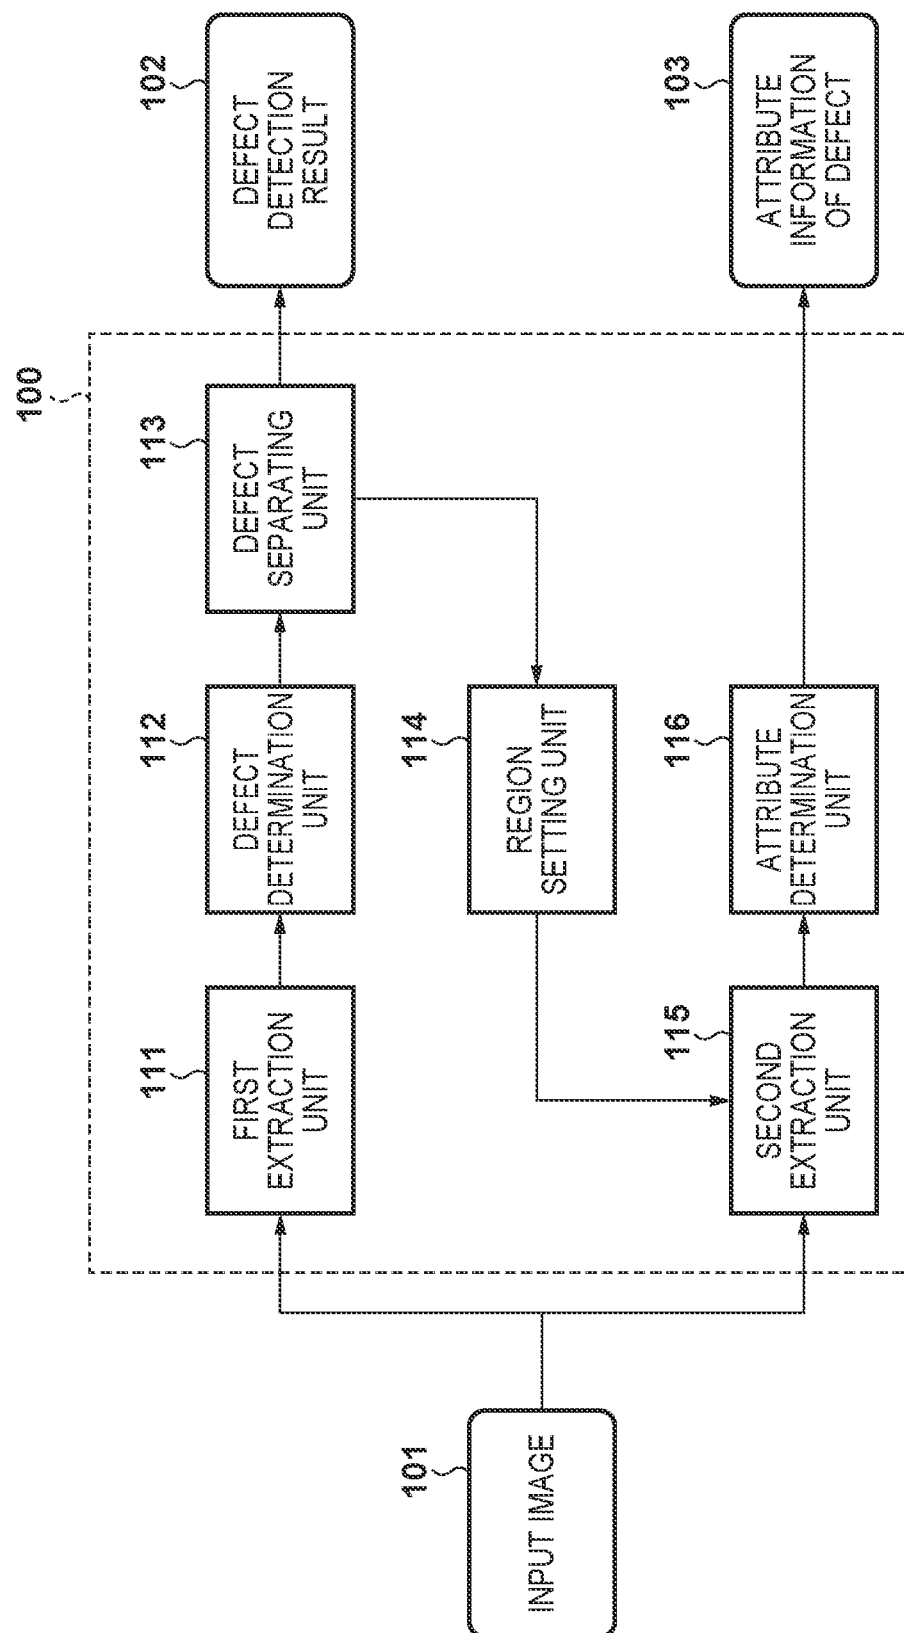 100
101
INPUT IMAGE
111
FIRST
EXTRACTION
UNIT
112
DEFECT
DETERMINATION
UNIT
113
DEFECT
SEPARATING
UNIT
102
DEFECT
DETECTION
RESULT
114
REGION
SETTING UNIT
115
SECOND
EXTRACTION
UNIT
116
ATTRIBUTE
DETERMINATION
UNIT
103
ATTRIBUTE
INFORMATION
OF DEFECT